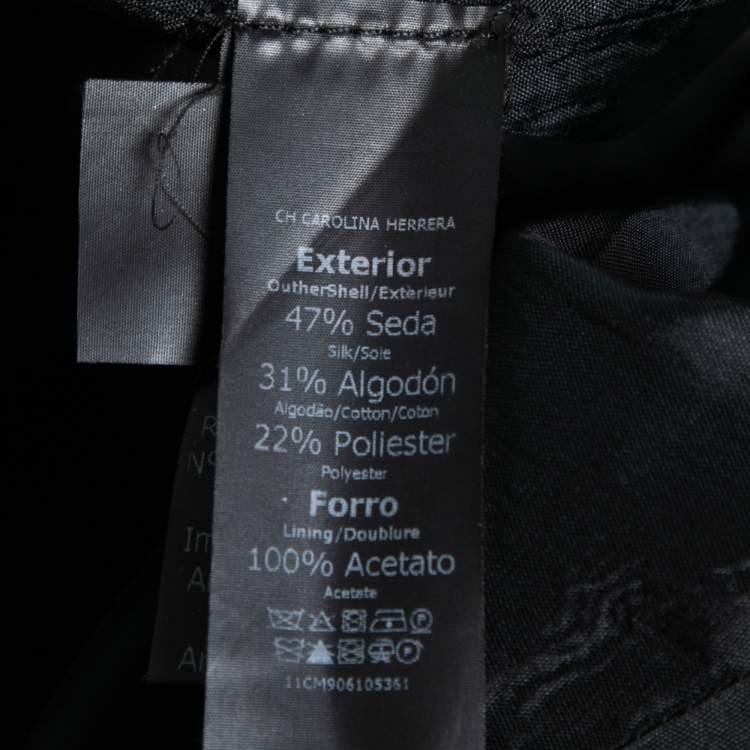 CH CAROLINA HERRERA
Exterior
OutherShell/Extèrieur
47% Seda
Silk/Soie
31% Algodón
Algodão/Cotton/Coton
22% Poliester
Polyester
Forro
Lining/Doublure
100% Acetato
Acetate
11CM906105361